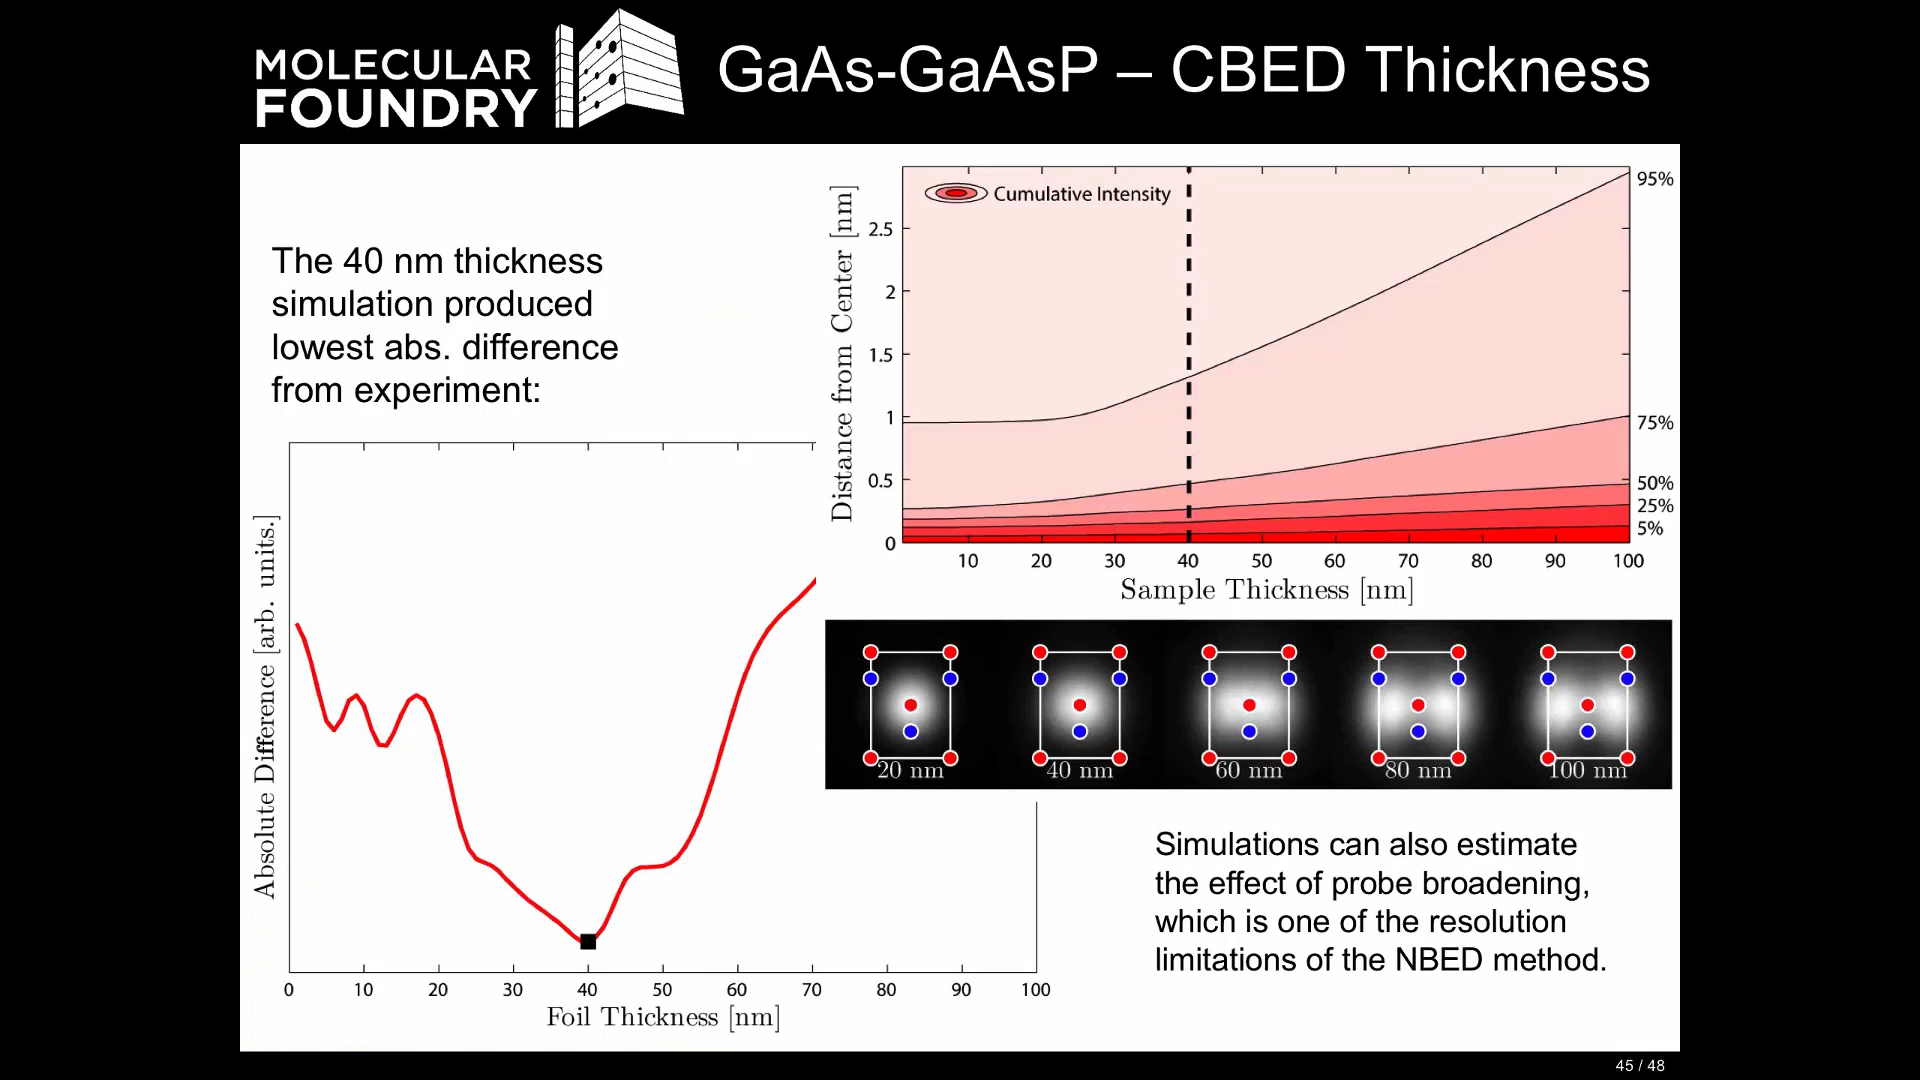 MOLECULAR
FOUNDRY
GaAs-GaAsP – CBED Thickness
The 40 nm thickness
simulation produced
lowest abs. difference
from experiment:
Absolute Difference [arb. units.]
0 10 20 30 40 50 60 70 80 90 100
Foil Thickness [nm]
Cumulative Intensity
Distance from Center [nm]
2.5
2
1.5
1
0.5
0
95%
75%
50%
25%
5%
10 20 30 40 50 60 70 80 90 100
Sample Thickness [nm]
20 nm 40 nm 60 nm 80 nm 100 nm
Simulations can also estimate
the effect of probe broadening,
which is one of the resolution
limitations of the NBED method.
45 / 48